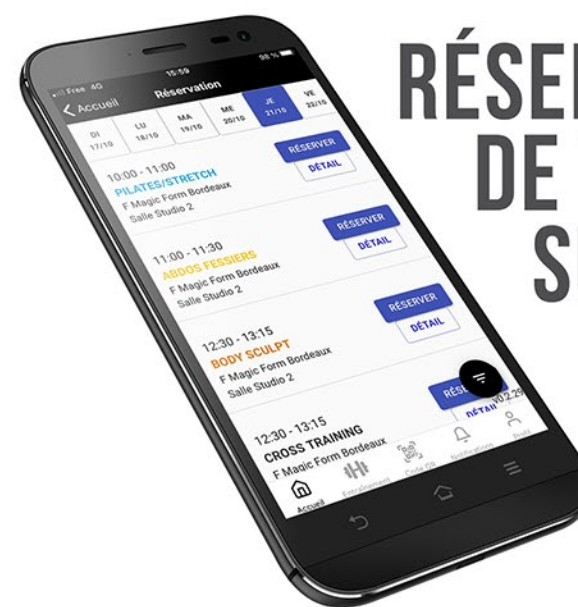 Free 4G 15:59 98 %
Accueil Réservation
DI LU MA ME JE VE
17/10 18/10 19/10 20/10 21/10 22/10
10:00 - 11:00 RÉSERVER
PILATES/STRETCH DÉTAIL
F Magic Form Bordeaux
Salle Studio 2
11:00 - 11:30 RÉSERVER
ABDOS FESSIERS DÉTAIL
F Magic Form Bordeaux
Salle Studio 2
12:30 - 13:15 RÉSERVER
BODY SCULPT DÉTAIL
F Magic Form Bordeaux
Salle Studio 2
12:30 - 13:15
CROSS TRAINING DÉTAIL
F Magic Form Bordeaux
v0.2.29
Accueil Entraînement Code QR Notifications Profil
RÉSE
DE
S